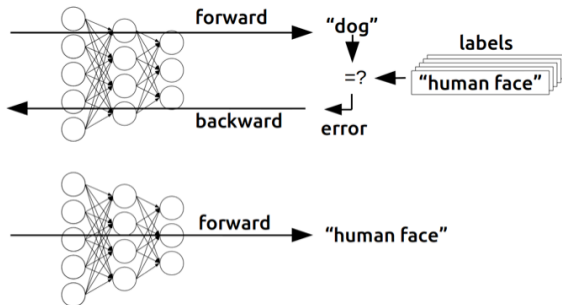 forward
“dog”
labels
=?
“human face”
backward
error
forward
“human face”